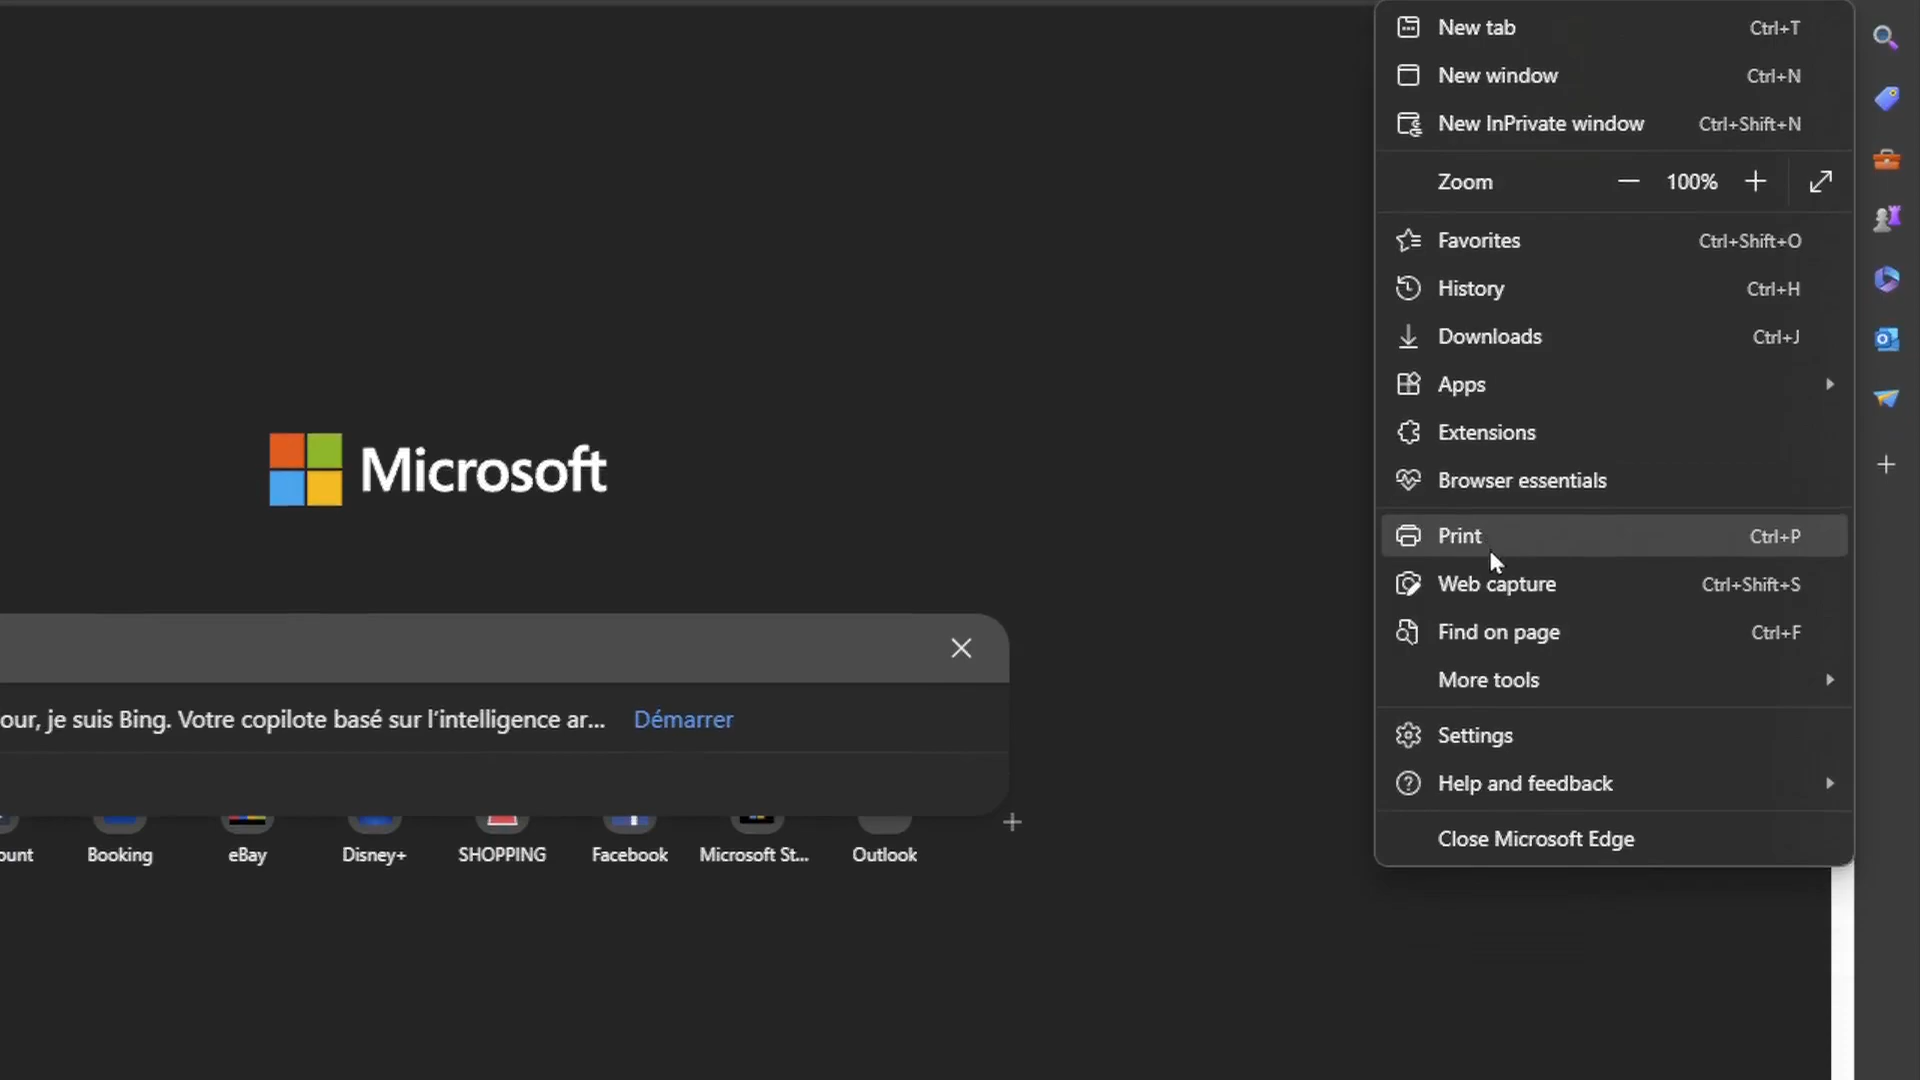 New tab Ctrl+T
New window Ctrl+N
New InPrivate window Ctrl+Shift+N
Zoom 100%
Favorites Ctrl+Shift+O
History Ctrl+H
Downloads Ctrl+J
Apps
Extensions
Browser essentials
Print Ctrl+P
Web capture Ctrl+Shift+S
Find on page Ctrl+F
More tools
Settings
Help and feedback
Close Microsoft Edge
Microsoft
our, je suis Bing. Votre copilote basé sur l'intelligence ar... Démarrer
ount Booking eBay Disney+ SHOPPING Facebook Microsoft St... Outlook